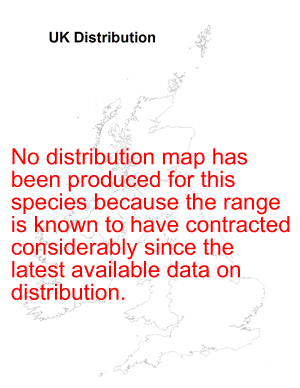 UK Distribution
No distribution map has
been produced for this
species because the range
is known to have contracted
considerably since the
latest available data on
distribution.